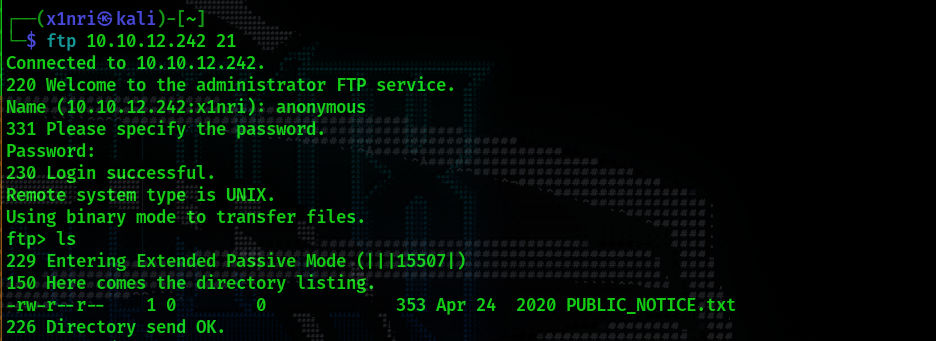 ┌──(x1nri㉿kali)-[~]
└─$ ftp 10.10.12.242 21
Connected to 10.10.12.242.
220 Welcome to the administrator FTP service.
Name (10.10.12.242:x1nri): anonymous
331 Please specify the password.
Password:
230 Login successful.
Remote system type is UNIX.
Using binary mode to transfer files.
ftp> ls
229 Entering Extended Passive Mode (|||15507|)
150 Here comes the directory listing.
-rw-r--r--    1 0        0             353 Apr 24  2020 PUBLIC_NOTICE.txt
226 Directory send OK.